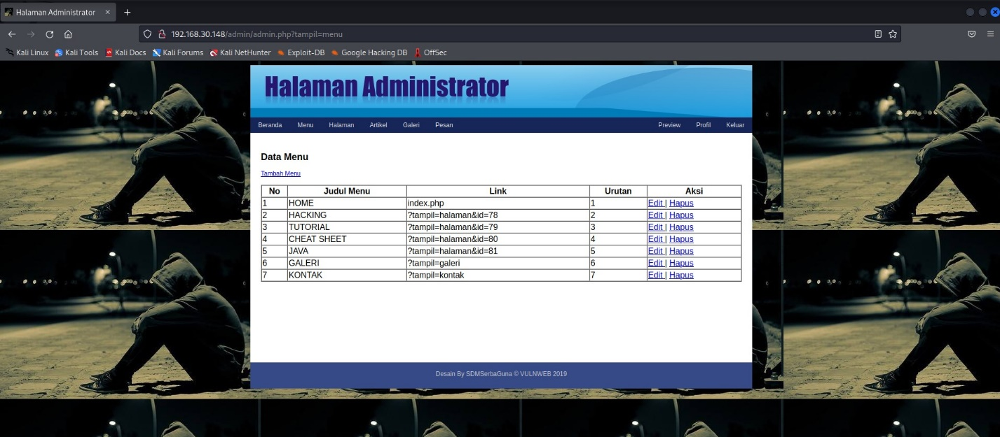 Halaman Administrator
192.168.30.148/admin/admin.php?tampil=menu
Kali Linux Kali Tools Kali Docs Kali Forums Kali NetHunter Exploit-DB Google Hacking DB OffSec
Halaman Administrator
Beranda Menu Halaman Artikel Galeri Pesan Preview Profil Keluar
Data Menu
Tambah Menu
No Judul Menu Link Urutan Aksi
1 HOME index.php 1 Edit | Hapus
2 HACKING ?tampil=halaman&id=78 2 Edit | Hapus
3 TUTORIAL ?tampil=halaman&id=79 3 Edit | Hapus
4 CHEAT SHEET ?tampil=halaman&id=80 4 Edit | Hapus
5 JAVA ?tampil=halaman&id=81 5 Edit | Hapus
6 GALERI ?tampil=galeri 6 Edit | Hapus
7 KONTAK ?tampil=kontak 7 Edit | Hapus
Desain By SDMSerbaGuna © VULNWEB 2019